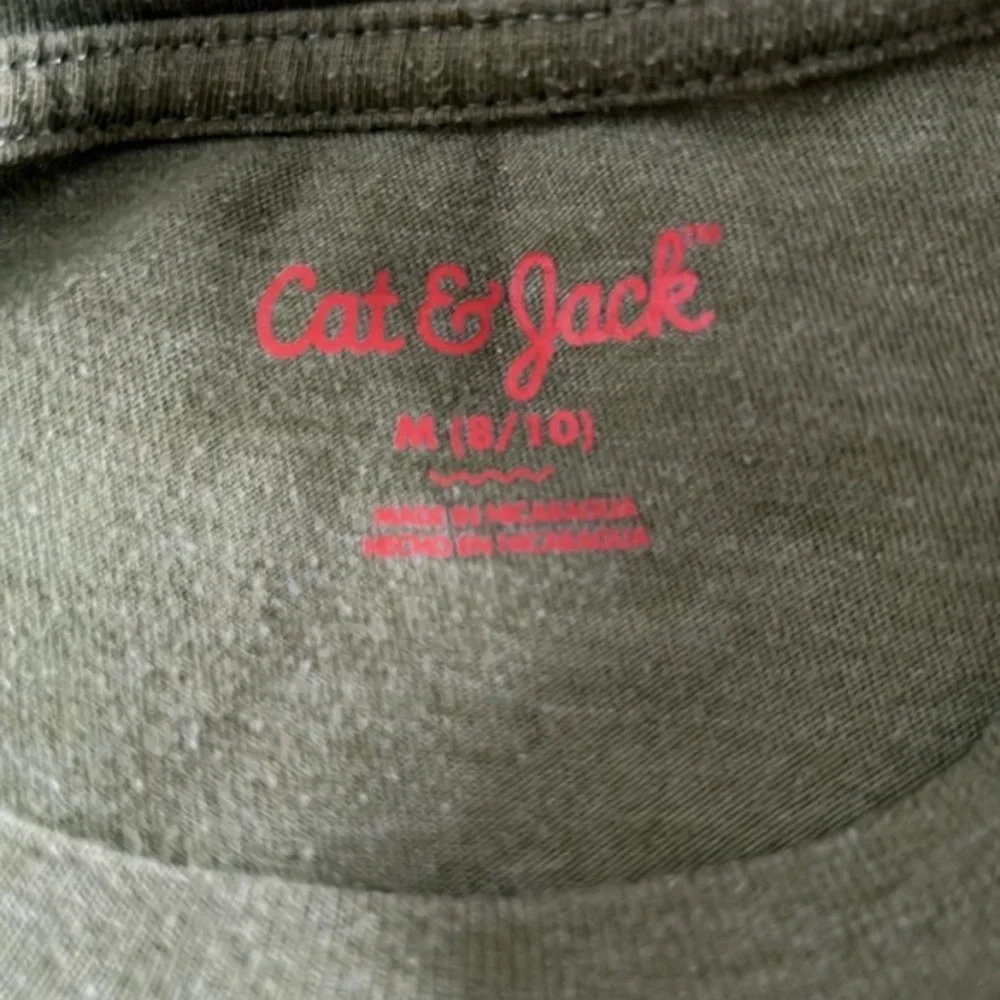 Cat & Jack™
M (8/10)
MADE IN NICARAGUA
HECHO EN NICARAGUA